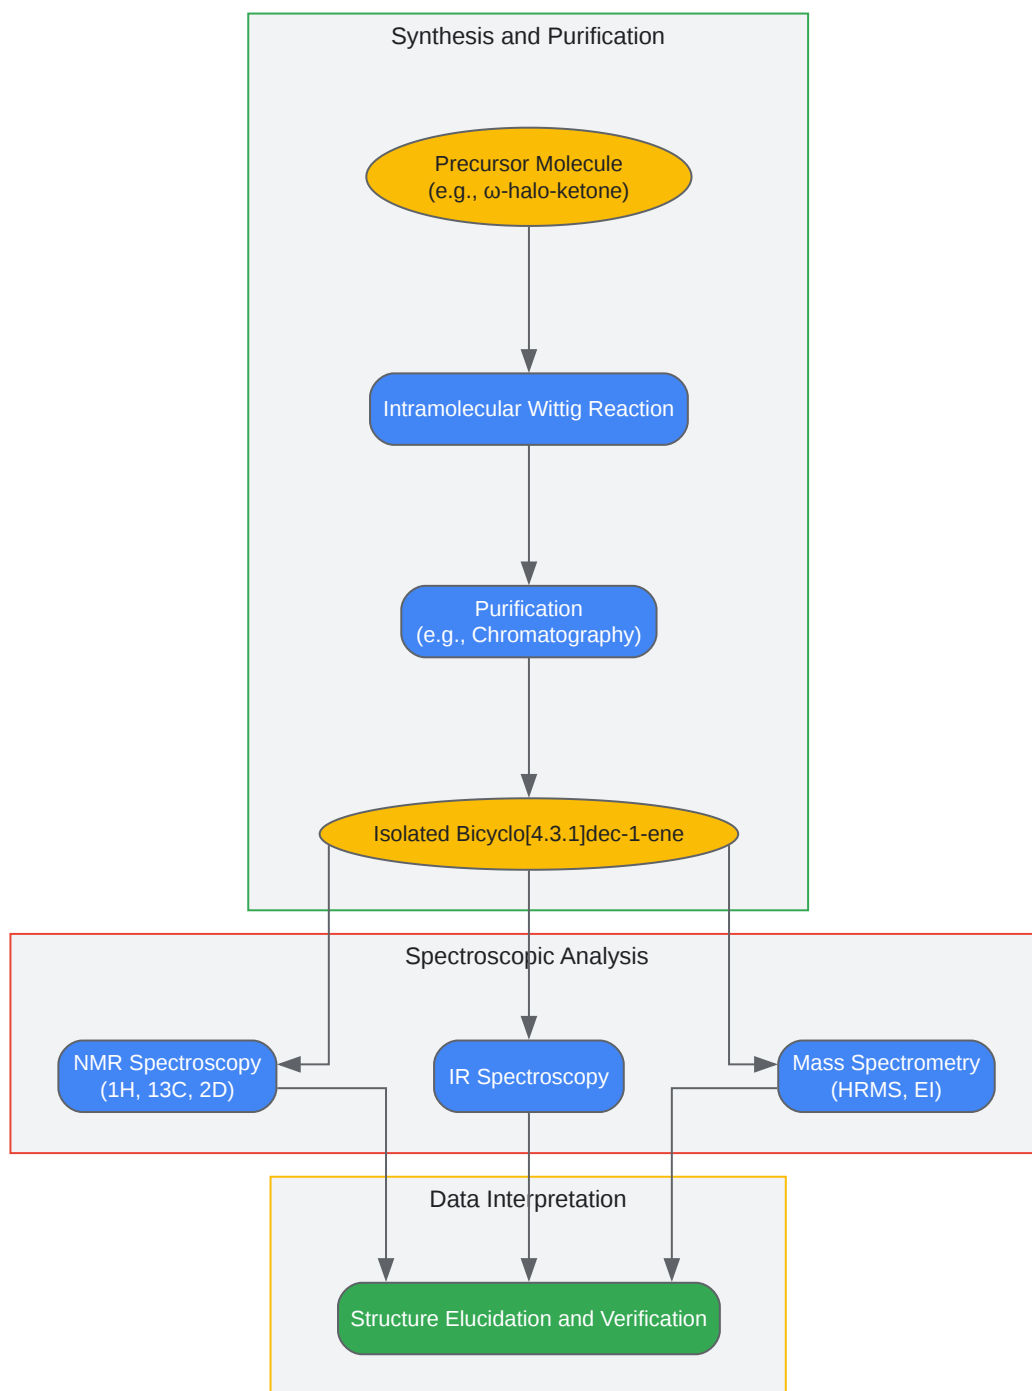 Synthesis and Purification
Precursor Molecule
(e.g., ω-halo-ketone)
Intramolecular Wittig Reaction
Purification
(e.g., Chromatography)
Isolated Bicyclo[4.3.1]dec-1-ene
Spectroscopic Analysis
NMR Spectroscopy
(1H, 13C, 2D)
IR Spectroscopy
Mass Spectrometry
(HRMS, EI)
Data Interpretation
Structure Elucidation and Verification